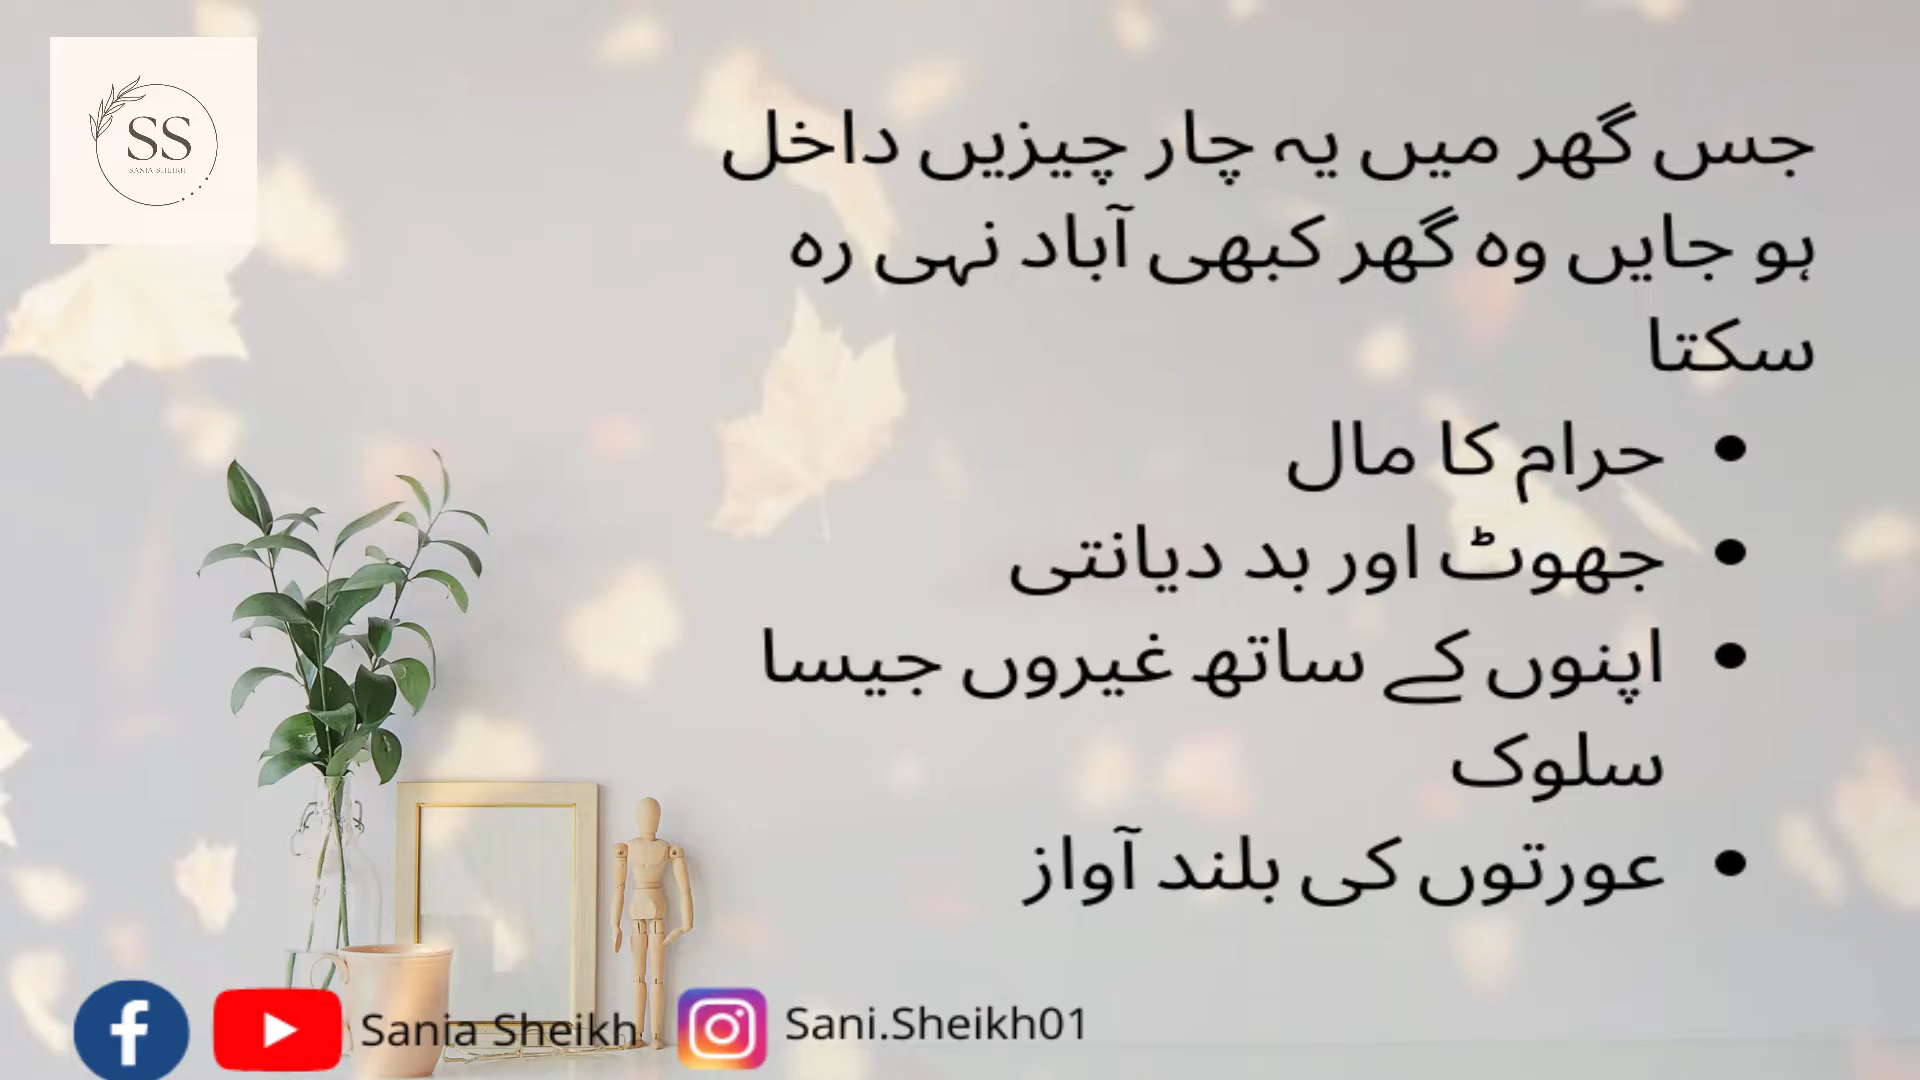 SS
SANIA SHEIKH
جس گھر میں یہ چار چیزیں داخل
ہو جایں وہ گھر کبھی آباد نہی رہ
سکتا
• حرام کا مال
• جھوٹ اور بد دیانتی
• اپنوں کے ساتھ غیروں جیسا
سلوک
• عورتوں کی بلند آواز
Sania Sheikh
Sani.Sheikh01